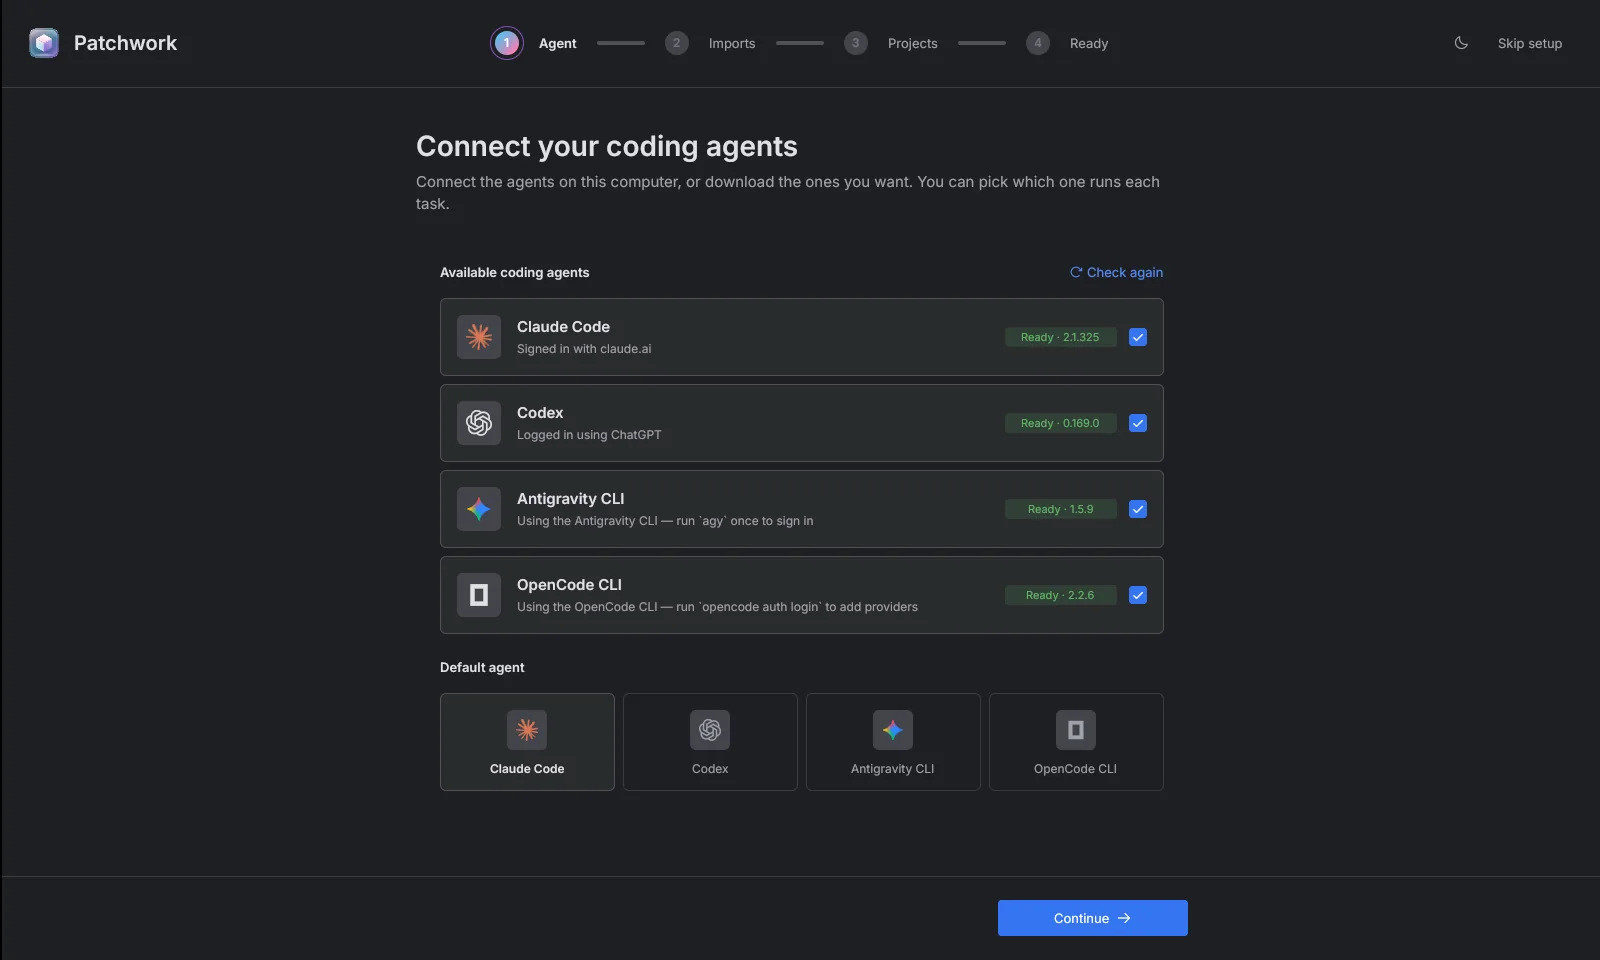 Patchwork
1 Agent
2 Imports
3 Projects
4 Ready
Skip setup
Connect your coding agents
Connect the agents on this computer, or download the ones you want. You can pick which one runs each
task.
Available coding agents
Check again
Claude Code
Signed in with claude.ai
Ready · 2.1.325
Codex
Logged in using ChatGPT
Ready · 0.169.0
Antigravity CLI
Using the Antigravity CLI — run `agy` once to sign in
Ready · 1.5.9
OpenCode CLI
Using the OpenCode CLI — run `opencode auth login` to add providers
Ready · 2.2.6
Default agent
Claude Code
Codex
Antigravity CLI
OpenCode CLI
Continue →